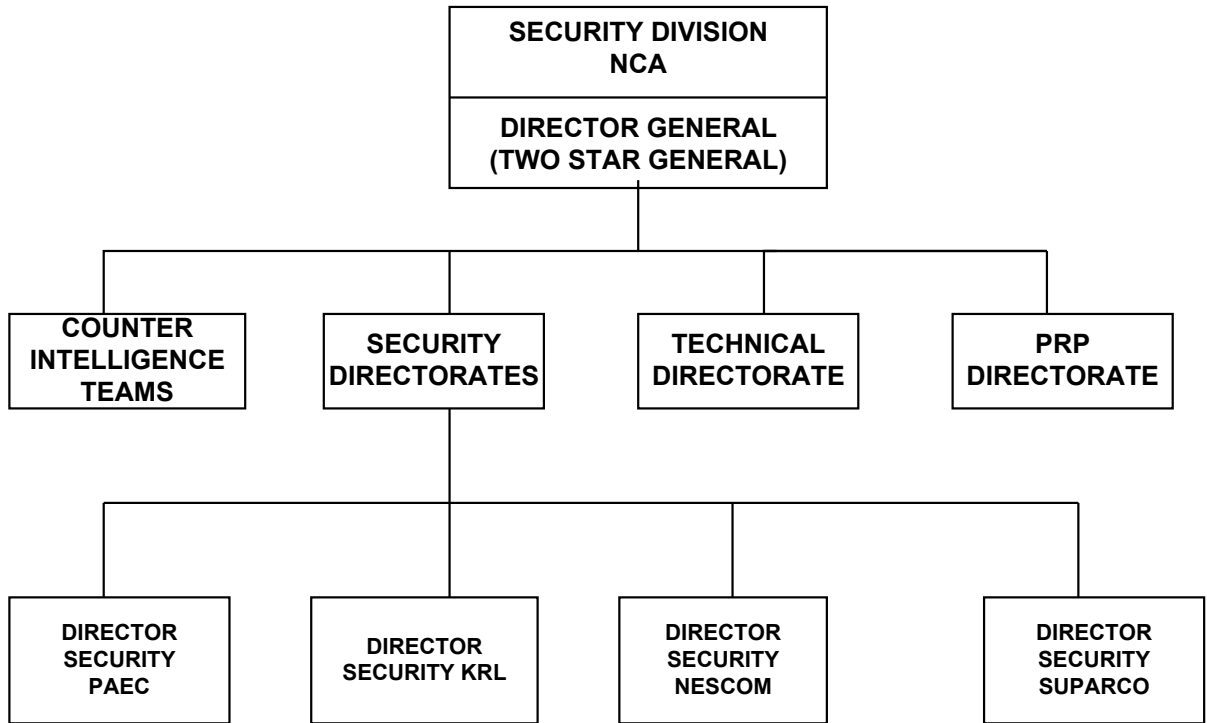 SECURITY DIVISION
NCA
DIRECTOR GENERAL
(TWO STAR GENERAL)
COUNTER
INTELLIGENCE
TEAMS
SECURITY
DIRECTORATES
TECHNICAL
DIRECTORATE
PRP
DIRECTORATE
DIRECTOR
SECURITY
PAEC
DIRECTOR
SECURITY KRL
DIRECTOR
SECURITY
NESCOM
DIRECTOR
SECURITY
SUPARCO